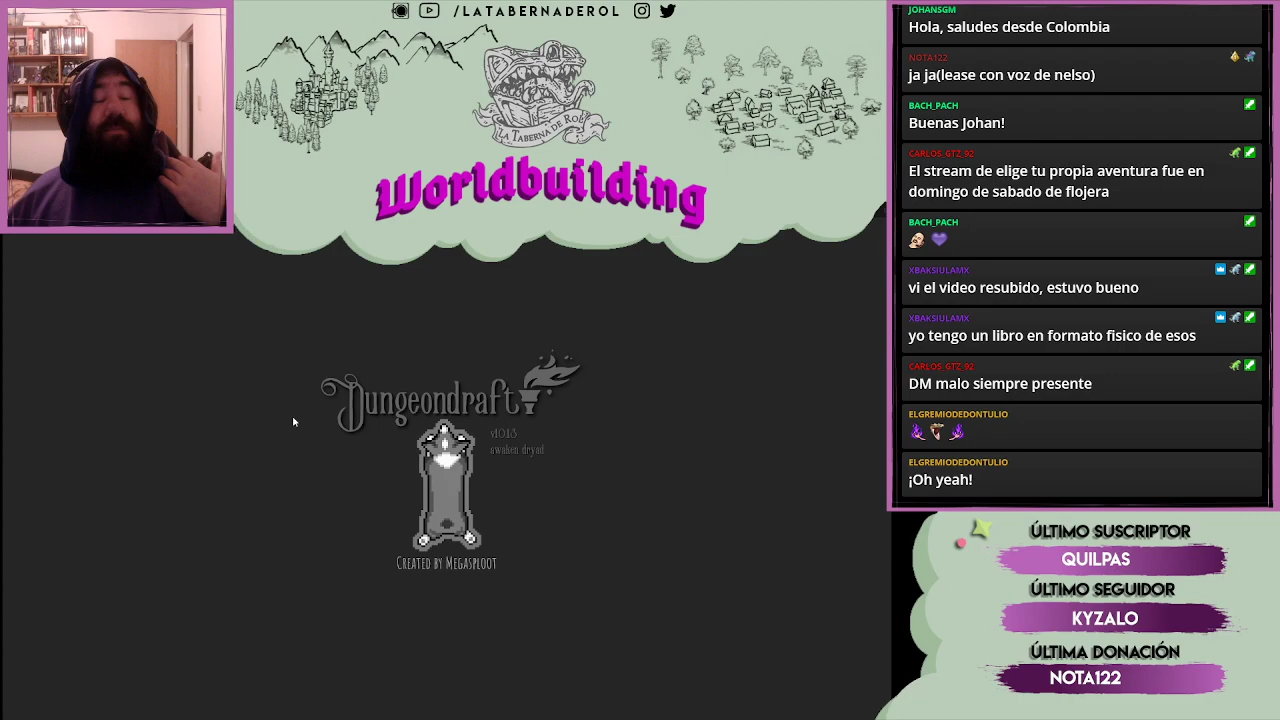 /LATABERNADEROL
LA TABERNA DE ROL
Worldbuilding
Dungeondraft
v1.0.1.3
awaken dryad
CREATED BY MEGASPLOOT
JOHANSGM
Hola, saludes desde Colombia
NOTA122
ja ja(lease con voz de nelso)
BACH_PACH
Buenas Johan!
CARLOS_GTZ_92
El stream de elige tu propia aventura fue en
domingo de sabado de flojera
BACH_PACH
XBAKSIULAMX
vi el video resubido, estuvo bueno
XBAKSIULAMX
yo tengo un libro en formato fisico de esos
CARLOS_GTZ_92
DM malo siempre presente
ELGREMIODEDONTULIO
ELGREMIODEDONTULIO
¡Oh yeah!
ÚLTIMO SUSCRIPTOR
QUILPAS
ÚLTIMO SEGUIDOR
KYZALO
ÚLTIMA DONACIÓN
NOTA122